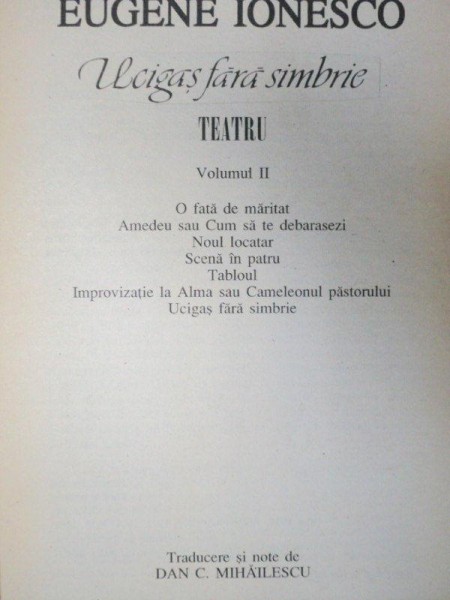 EUGENE IONESCO
Ucigaș fără simbrie
TEATRU
Volumul II
O fată de măritat
Amedeu sau Cum să te debarasezi
Noul locatar
Scenă în patru
Tabloul
Improvizație la Alma sau Cameleonul păstorului
Ucigaș fără simbrie
Traducere și note de
DAN C. MIHĂILESCU